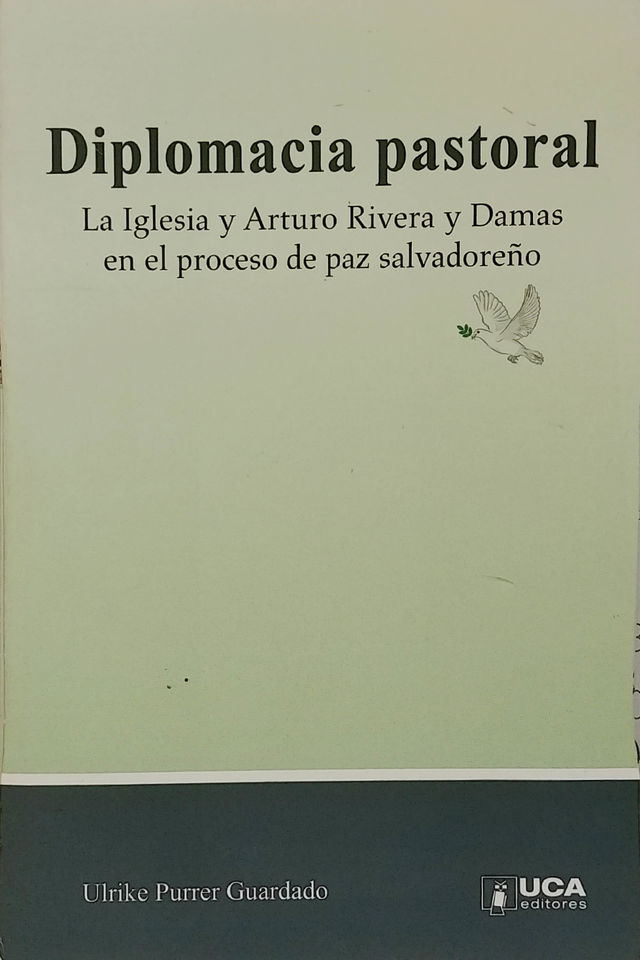 Diplomacia pastoral
La Iglesia y Arturo Rivera y Damas
en el proceso de paz salvadoreño
Ulrike Purrer Guardado
UCA
editores